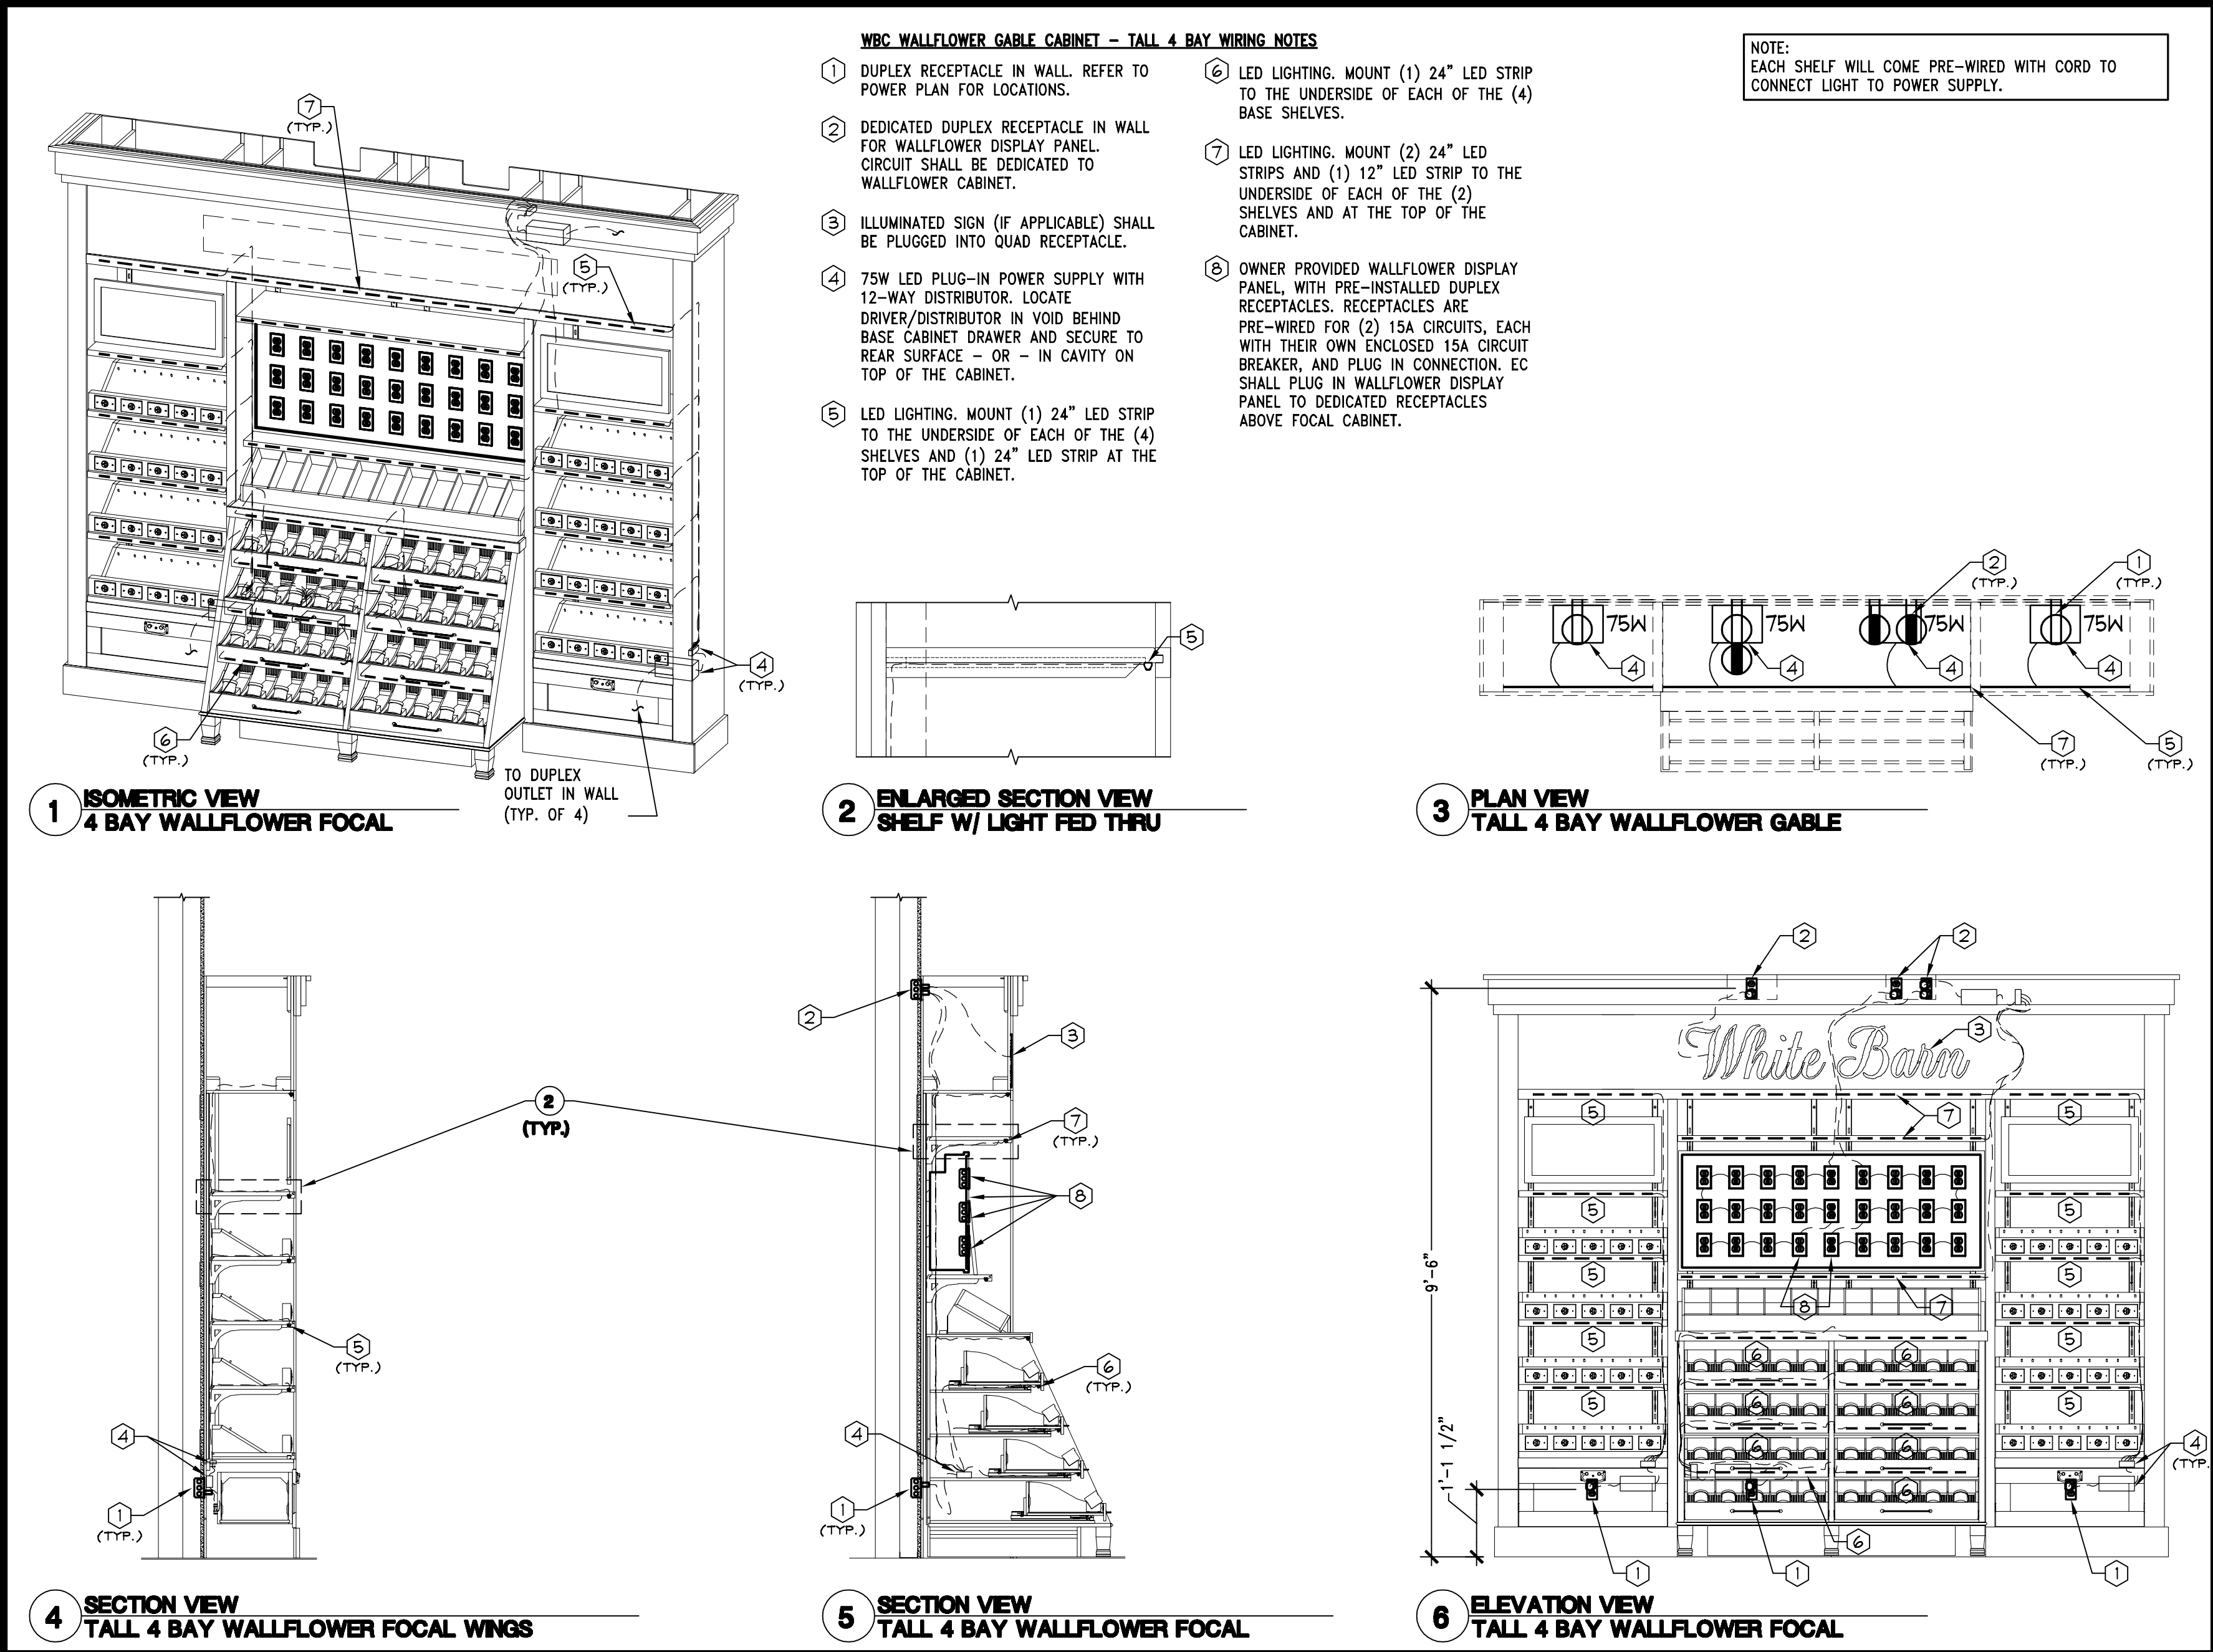 WBC WALLFLOWER GABLE CABINET – TALL 4 BAY WIRING NOTES
1 DUPLEX RECEPTACLE IN WALL. REFER TO
POWER PLAN FOR LOCATIONS.
2 DEDICATED DUPLEX RECEPTACLE IN WALL
FOR WALLFLOWER DISPLAY PANEL.
CIRCUIT SHALL BE DEDICATED TO
WALLFLOWER CABINET.
3 ILLUMINATED SIGN (IF APPLICABLE) SHALL
BE PLUGGED INTO QUAD RECEPTACLE.
4 75W LED PLUG–IN POWER SUPPLY WITH
12–WAY DISTRIBUTOR. LOCATE
DRIVER/DISTRIBUTOR IN VOID BEHIND
BASE CABINET DRAWER AND SECURE TO
REAR SURFACE – OR – IN CAVITY ON
TOP OF THE CABINET.
5 LED LIGHTING. MOUNT (1) 24" LED STRIP
TO THE UNDERSIDE OF EACH OF THE (4)
SHELVES AND (1) 24" LED STRIP AT THE
TOP OF THE CABINET.
6 LED LIGHTING. MOUNT (1) 24" LED STRIP
TO THE UNDERSIDE OF EACH OF THE (4)
BASE SHELVES.
7 LED LIGHTING. MOUNT (2) 24" LED
STRIPS AND (1) 12" LED STRIP TO THE
UNDERSIDE OF EACH OF THE (2)
SHELVES AND AT THE TOP OF THE
CABINET.
8 OWNER PROVIDED WALLFLOWER DISPLAY
PANEL, WITH PRE–INSTALLED DUPLEX
RECEPTACLES. RECEPTACLES ARE
PRE–WIRED FOR (2) 15A CIRCUITS, EACH
WITH THEIR OWN ENCLOSED 15A CIRCUIT
BREAKER, AND PLUG IN CONNECTION. EC
SHALL PLUG IN WALLFLOWER DISPLAY
PANEL TO DEDICATED RECEPTACLES
ABOVE FOCAL CABINET.
NOTE:
EACH SHELF WILL COME PRE–WIRED WITH CORD TO
CONNECT LIGHT TO POWER SUPPLY.
7
(TYP.)
5
(TYP.)
4
(TYP.)
6
(TYP.)
TO DUPLEX
OUTLET IN WALL
(TYP. OF 4)
1 ISOMETRIC VIEW
4 BAY WALLFLOWER FOCAL
5
2 ENLARGED SECTION VIEW
SHELF W/ LIGHT FED THRU
2
(TYP.)
1
(TYP.)
75W
75W
75W
75W
4
4
4
4
7
(TYP.)
5
(TYP.)
3 PLAN VIEW
TALL 4 BAY WALLFLOWER GABLE
2
(TYP.)
5
(TYP.)
4
1
(TYP.)
4 SECTION VIEW
TALL 4 BAY WALLFLOWER FOCAL WINGS
2
3
7
(TYP.)
8
6
(TYP.)
4
1
(TYP.)
5 SECTION VIEW
TALL 4 BAY WALLFLOWER FOCAL
2
2
3
White Barn
5
7
5
5
5
9'–6"
5
5
8
7
5
5
6
6
5
5
6
6
1'–1 1/2"
6
6
4
(TYP.
6
6
1
1
1
6 ELEVATION VIEW
TALL 4 BAY WALLFLOWER FOCAL